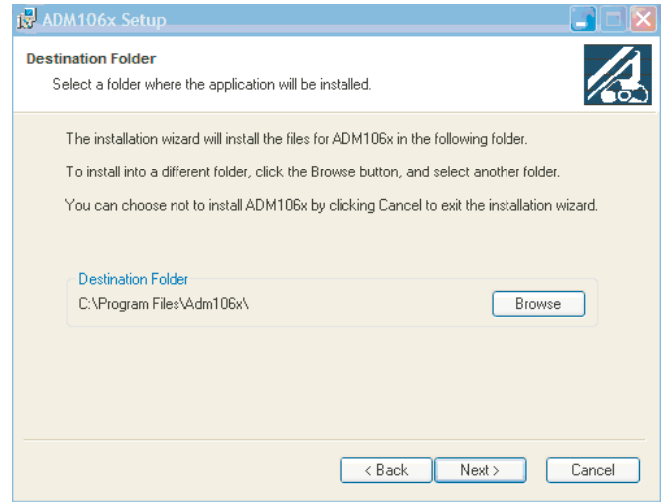 ADM106x Setup
Destination Folder
Select a folder where the application will be installed.
The installation wizard will install the files for ADM106x in the following folder.
To install into a different folder, click the Browse button, and select another folder.
You can choose not to install ADM106x by clicking Cancel to exit the installation wizard.
Destination Folder
C:\Program Files\Adm106x\
Browse
< Back
Next >
Cancel